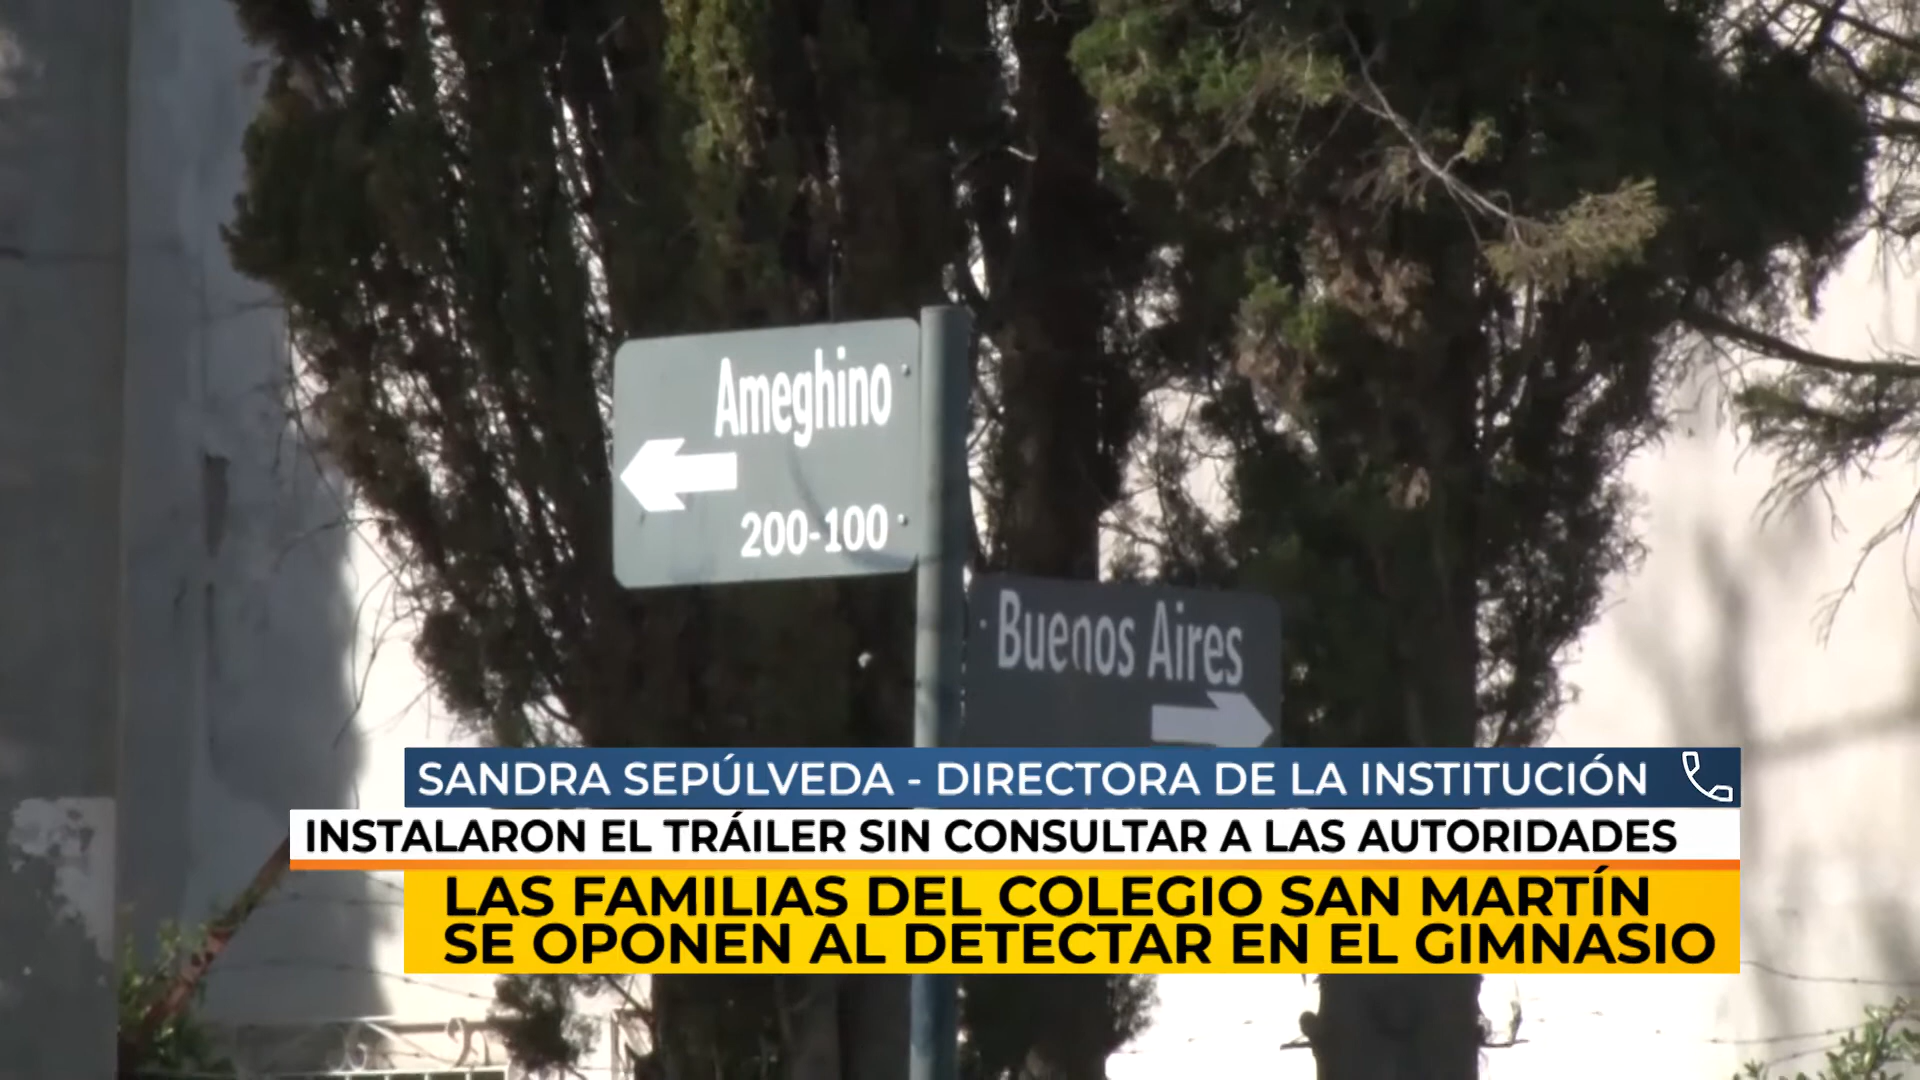 Ameghino
200-100
Buenos Aires
SANDRA SEPÚLVEDA - DIRECTORA DE LA INSTITUCIÓN
INSTALARON EL TRÁILER SIN CONSULTAR A LAS AUTORIDADES
LAS FAMILIAS DEL COLEGIO SAN MARTÍN
SE OPONEN AL DETECTAR EN EL GIMNASIO